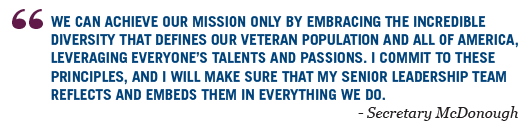 “
WE CAN ACHIEVE OUR MISSION ONLY BY EMBRACING THE INCREDIBLE
DIVERSITY THAT DEFINES OUR VETERAN POPULATION AND ALL OF AMERICA,
LEVERAGING EVERYONE’S TALENTS AND PASSIONS. I COMMIT TO THESE
PRINCIPLES, AND I WILL MAKE SURE THAT MY SENIOR LEADERSHIP TEAM
REFLECTS AND EMBEDS THEM IN EVERYTHING WE DO.
- Secretary McDonough